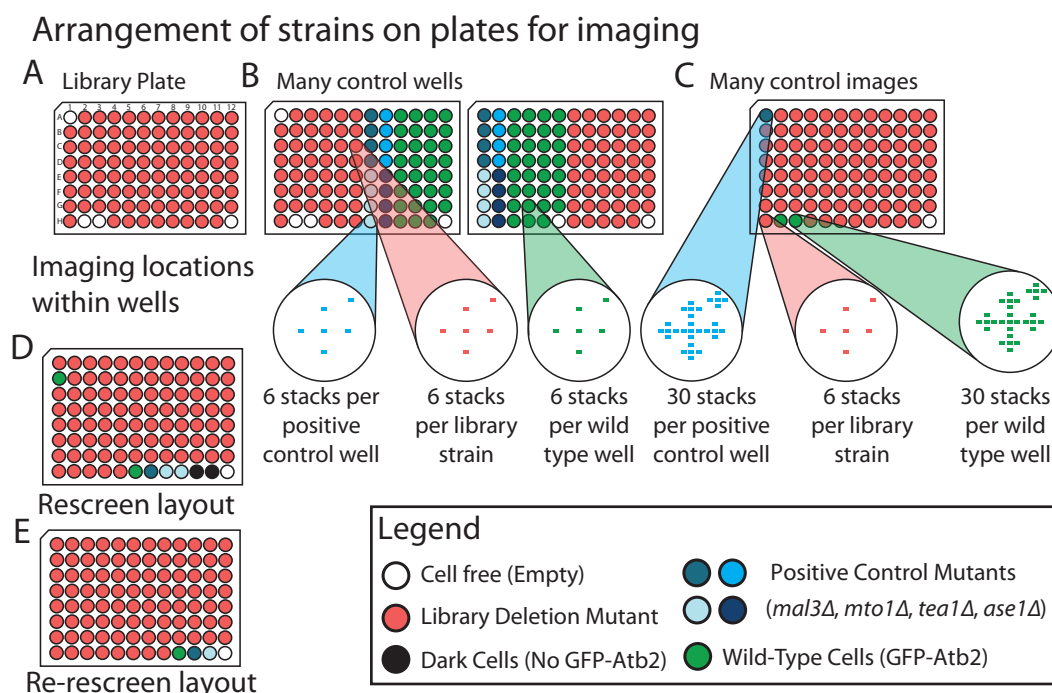 Arrangement of strains on plates for imaging
A
Library Plate
1 2 3 4 5 6 7 8 9 10 11 12
A
B
C
D
E
F
G
H
B
Many control wells
C
Many control images
Imaging locations
within wells
6 stacks per
positive
control well
6 stacks
per library
strain
6 stacks
per wild
type well
30 stacks
per positive
control well
6 stacks
per library
strain
30 stacks
per wild
type well
D
Rescreen layout
E
Re-rescreen layout
Legend
Cell free (Empty)
Library Deletion Mutant
Dark Cells (No GFP-Atb2)
Positive Control Mutants
(mal3Δ, mto1Δ, tea1Δ, ase1Δ)
Wild-Type Cells (GFP-Atb2)